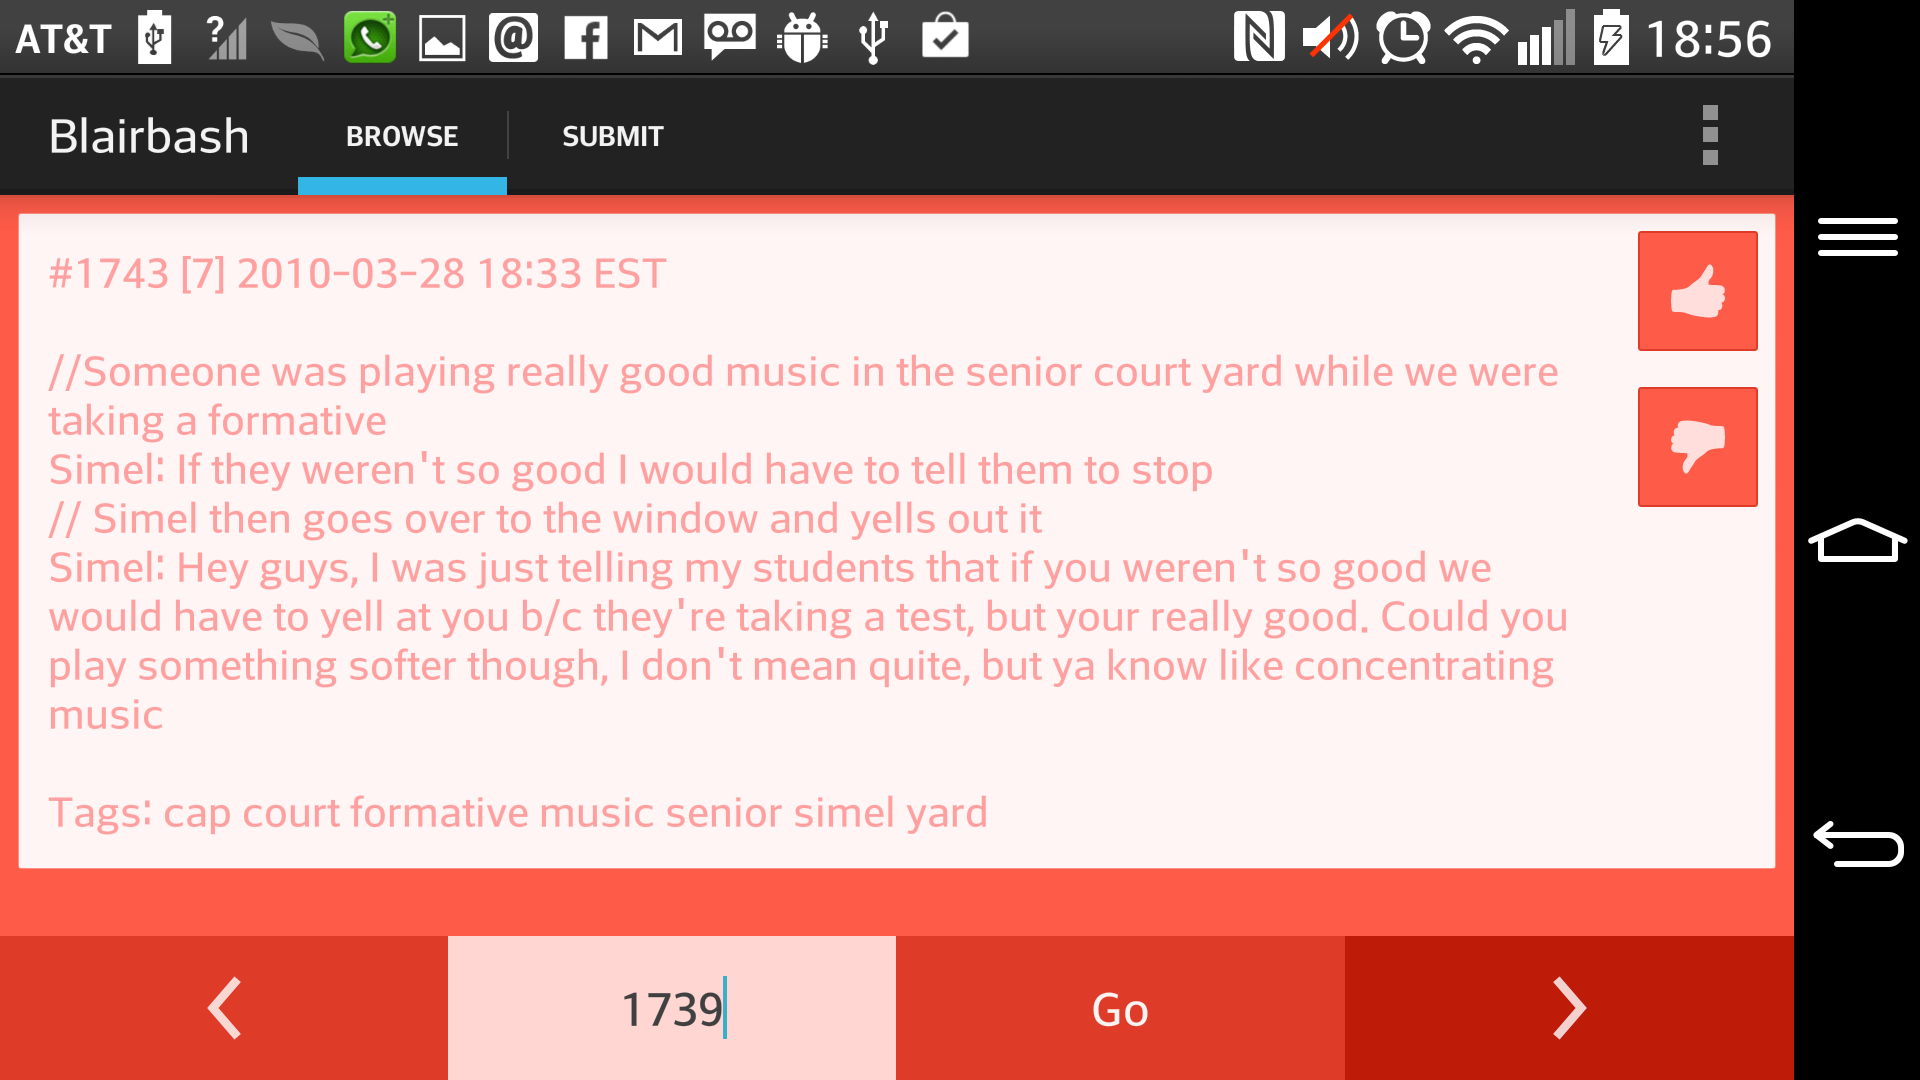 AT&T 18:56
Blairbash BROWSE SUBMIT
#1743 [7] 2010-03-28 18:33 EST
//Someone was playing really good music in the senior court yard while we were
taking a formative
Simel: If they weren't so good I would have to tell them to stop
// Simel then goes over to the window and yells out it
Simel: Hey guys, I was just telling my students that if you weren't so good we
would have to yell at you b/c they're taking a test, but your really good. Could you
play something softer though, I don't mean quite, but ya know like concentrating
music
Tags: cap court formative music senior simel yard
1739 Go